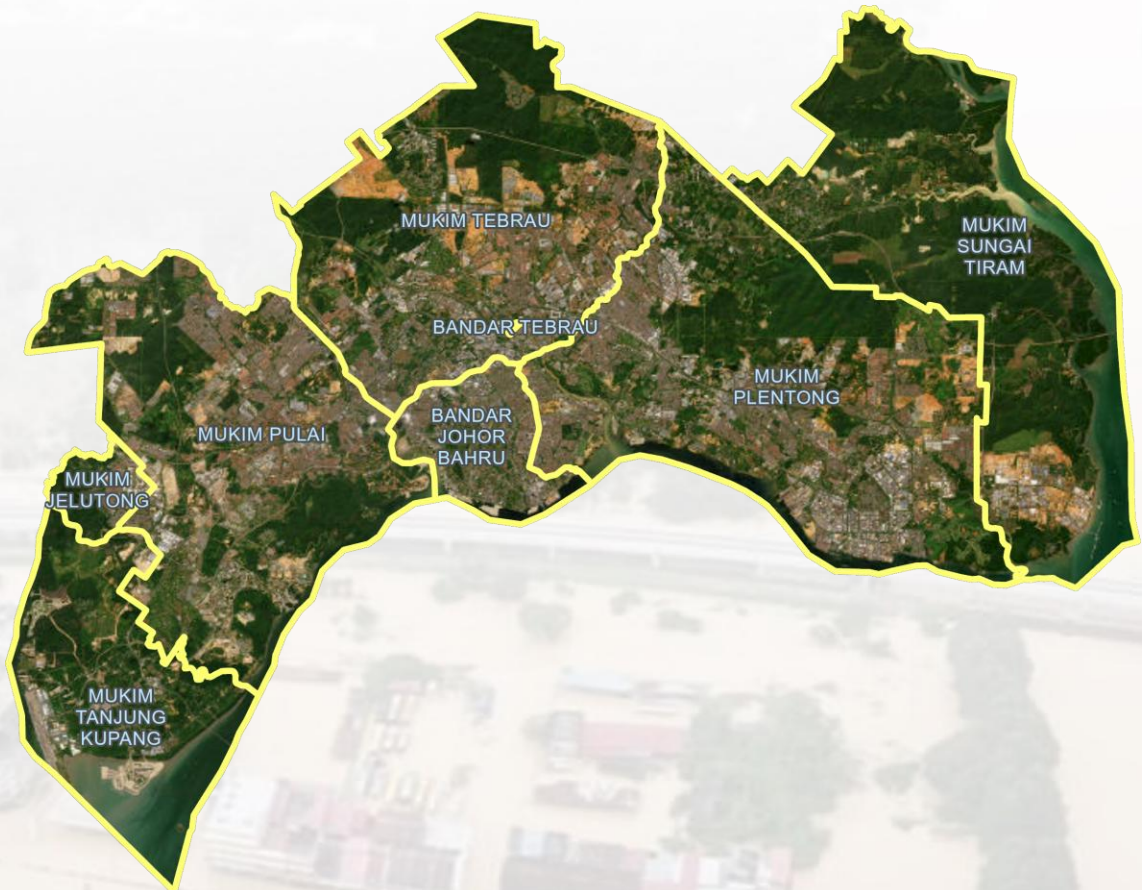 MUKIM TEBRAU
MUKIM
SUNGAI
TIRAM
BANDAR TEBRAU
MUKIM
PLENTONG
BANDAR
JOHOR
BAHRU
MUKIM PULAI
MUKIM
JELUTONG
MUKIM
TANJUNG
KUPANG